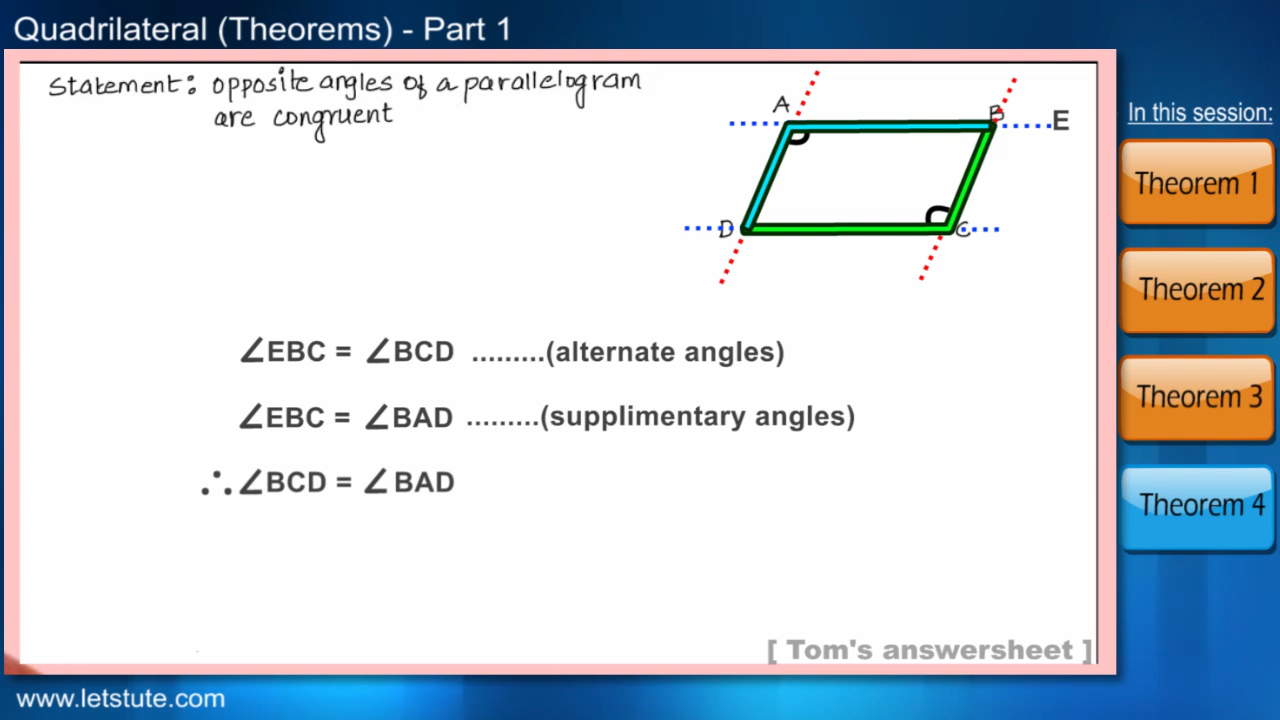 Quadrilateral (Theorems) - Part 1
Statement: opposite angles of a parallelogram
are congruent
A
B
E
D
C
∠EBC = ∠BCD .........(alternate angles)
∠EBC = ∠BAD .........(supplimentary angles)
∴∠BCD = ∠BAD
[ Tom's answersheet ]
In this session:
Theorem 1
Theorem 2
Theorem 3
Theorem 4
www.letstute.com